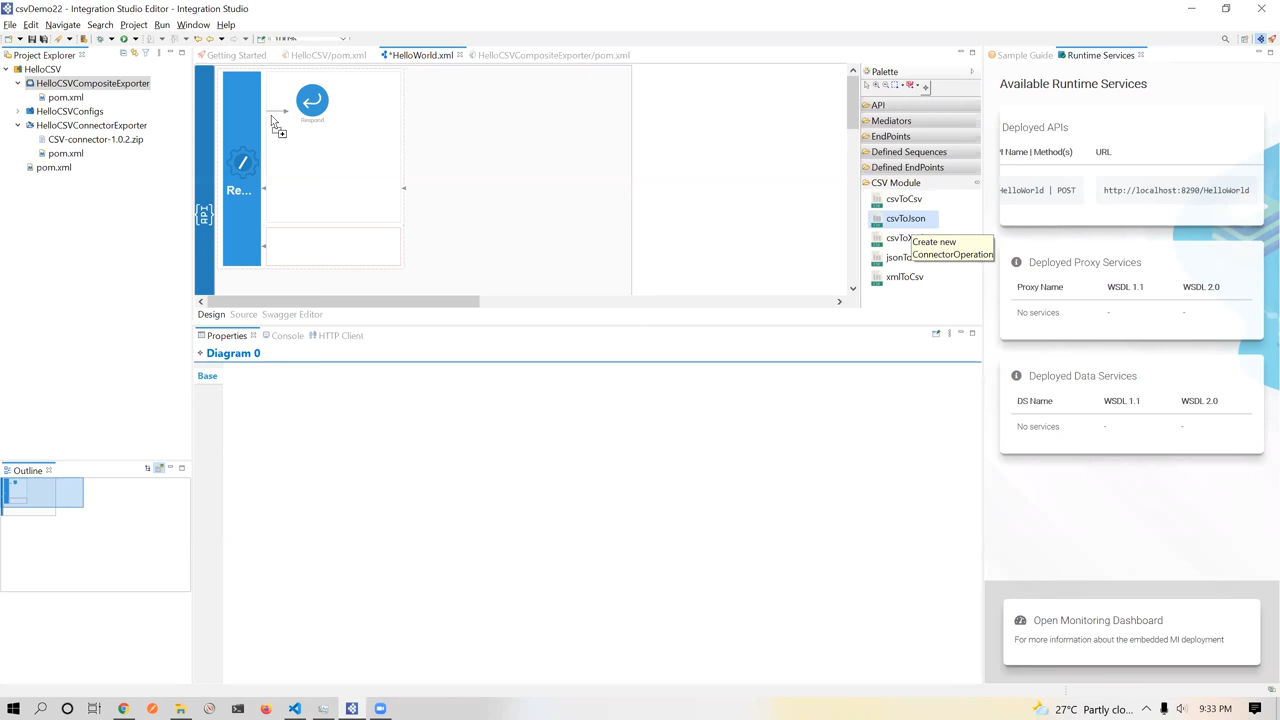 csvDemo22 - Integration Studio Editor - Integration Studio
File Edit Navigate Search Project Run Tools Window Help
Project Explorer
HelloCSV
HelloCSVCompositeExporter
pom.xml
HelloCSVConfigs
HelloCSVConnectorExporter
CSV-connector-1.0.2.zip
pom.xml
pom.xml
Outline
Getting Started HelloCSV/pom.xml *HelloWorld.xml HelloCSVCompositeExporter/pom.xml
{API}
Re...
Respond
Palette
API
Mediators
EndPoints
Defined Sequences
Defined EndPoints
CSV Module
csvToCsv
csvToJson
Create new
ConnectorOperation
xmlToCsv
Design Source Swagger Editor
Properties Console HTTP Client
Diagram 0
Base
Sample Guide Runtime Services
Available Runtime Services
Deployed APIs
I Name | Method(s) URL
HelloWorld | POST http://localhost:8290/HelloWorld
Deployed Proxy Services
Proxy Name WSDL 1.1 WSDL 2.0
No services - -
Deployed Data Services
DS Name WSDL 1.1 WSDL 2.0
No services - -
Open Monitoring Dashboard
For more information about the embedded MI deployment
27°C Partly clo... 9:33 PM